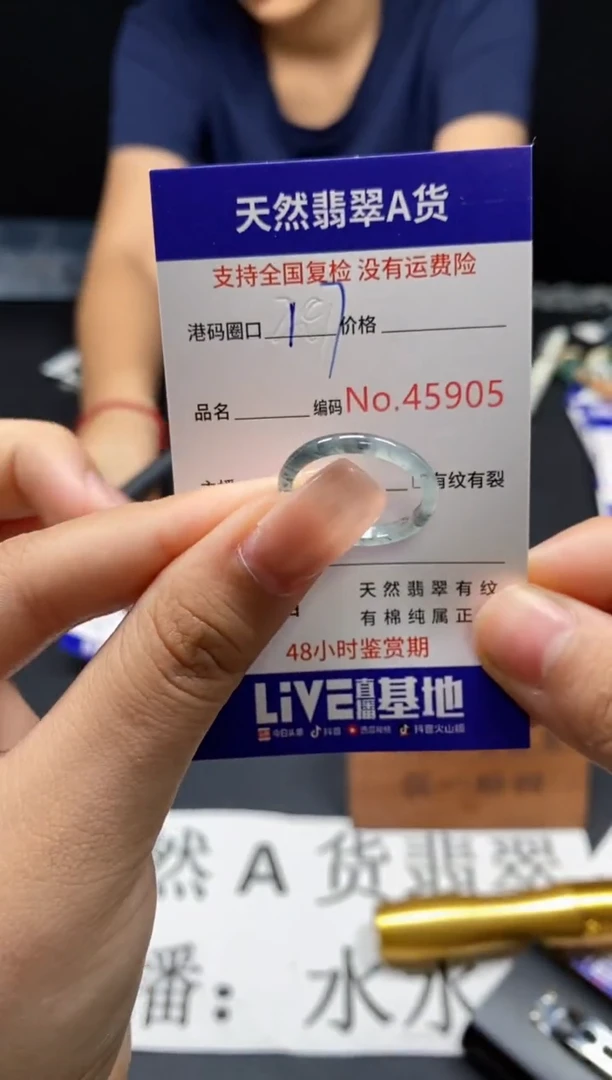 天然翡翠A货
支持全国复检 没有运费险
港码圈口 17 价格
品名 编码 No.45905
有纹有裂
天然翡翠有纹
有棉纯属正
48小时鉴赏期
LiVE直播基地
今日头条 抖音 西瓜视频 抖音火山版
然A货翡翠
播：水水